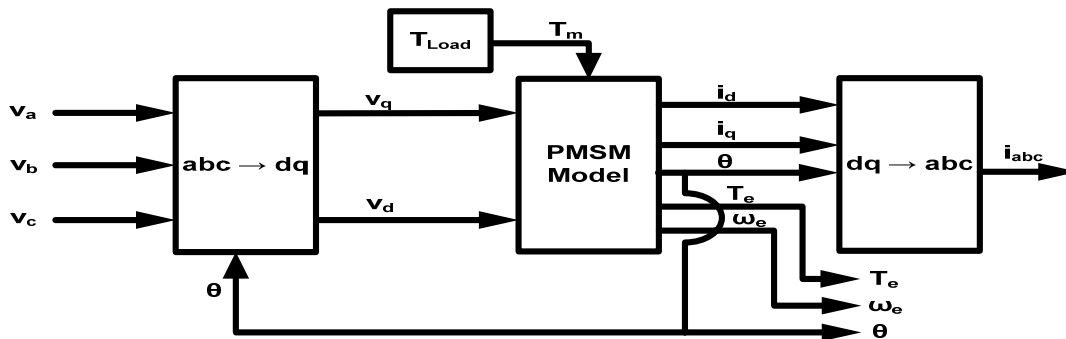 T_Load
T_m
v_a
v_b
v_c
abc → dq
v_q
v_d
PMSM
Model
i_d
i_q
θ
T_e
ω_e
dq → abc
i_abc
θ
T_e
ω_e
θ